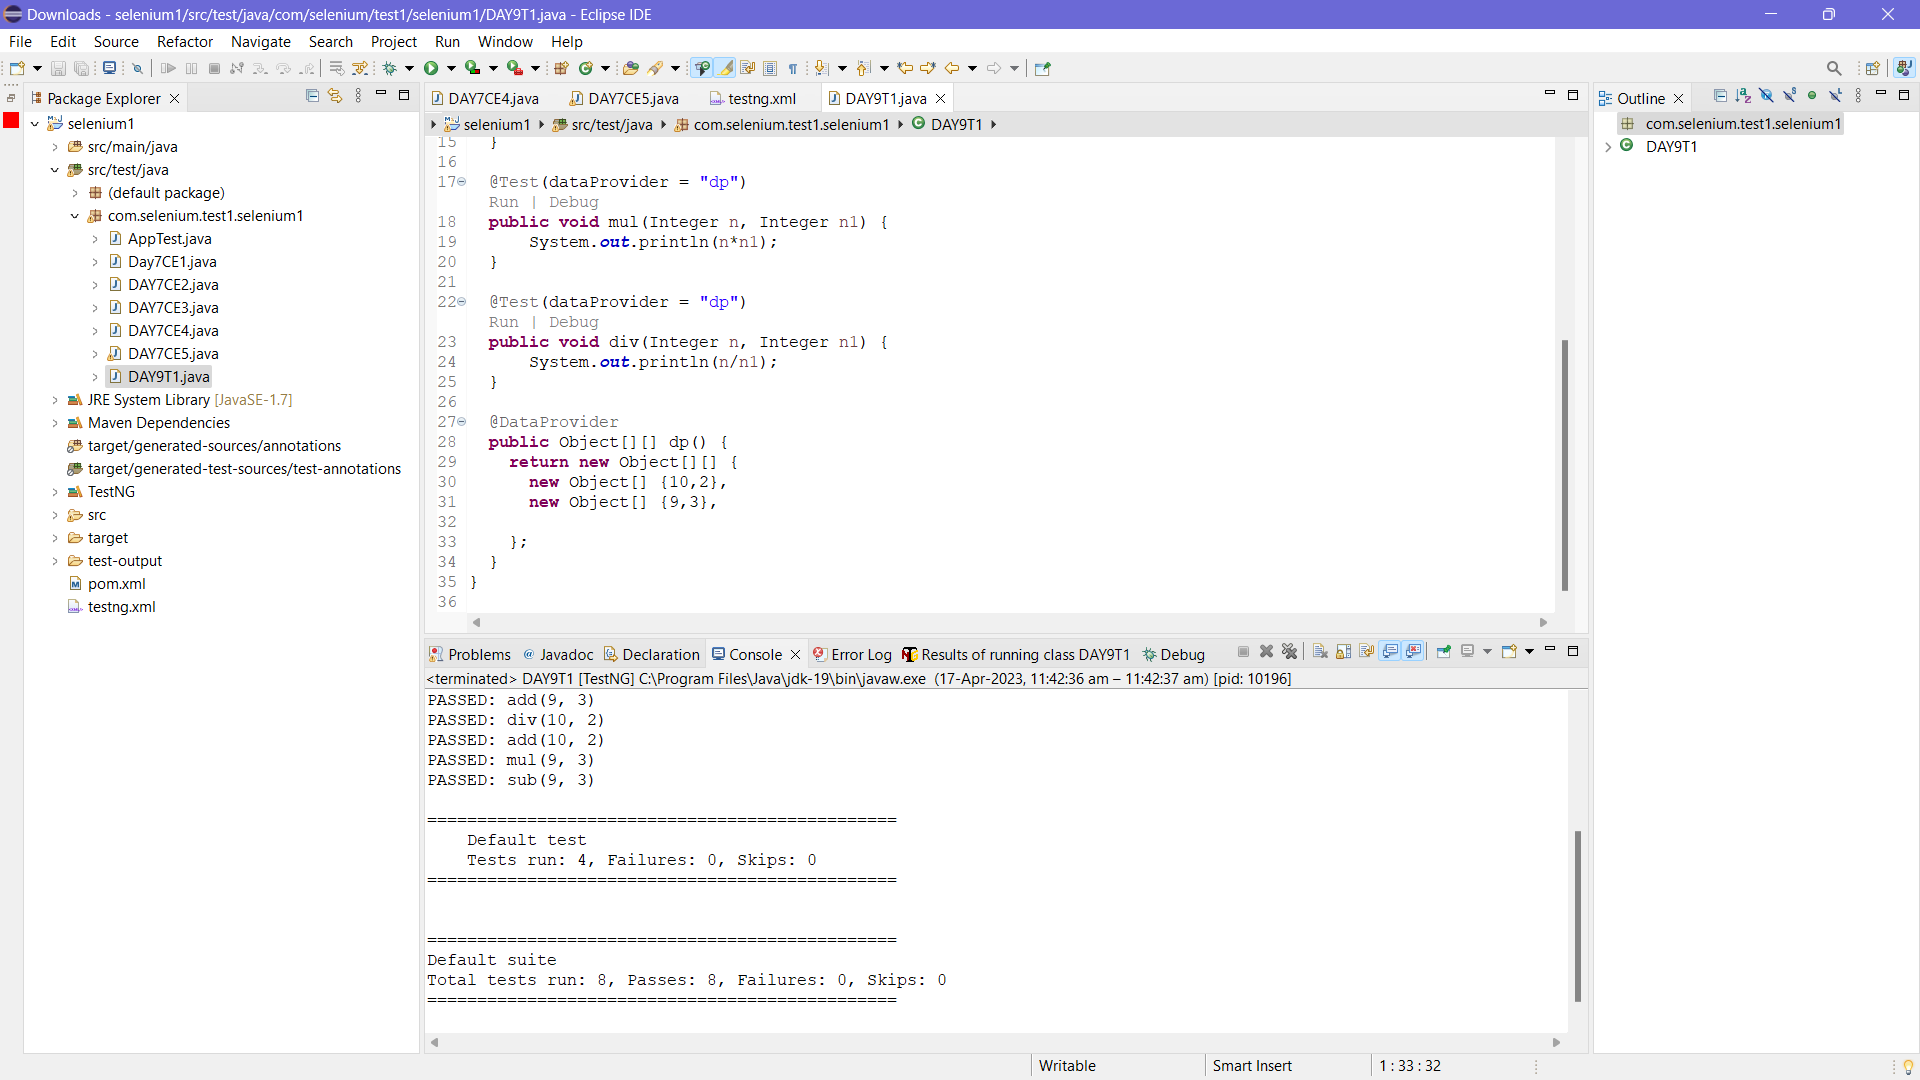 Downloads - selenium1/src/test/java/com/selenium/test1/selenium1/DAY9T1.java - Eclipse IDE
File Edit Source Refactor Navigate Search Project Run Window Help
Package Explorer
selenium1
src/main/java
src/test/java
(default package)
com.selenium.test1.selenium1
AppTest.java
Day7CE1.java
DAY7CE2.java
DAY7CE3.java
DAY7CE4.java
DAY7CE5.java
DAY9T1.java
JRE System Library [JavaSE-1.7]
Maven Dependencies
target/generated-sources/annotations
target/generated-test-sources/test-annotations
TestNG
src
target
test-output
pom.xml
testng.xml
DAY7CE4.java DAY7CE5.java testng.xml DAY9T1.java
selenium1 src/test/java com.selenium.test1.selenium1 DAY9T1
15 }
16
17 @Test(dataProvider = "dp")
Run | Debug
18 public void mul(Integer n, Integer n1) {
19 System.out.println(n*n1);
20 }
21
22 @Test(dataProvider = "dp")
Run | Debug
23 public void div(Integer n, Integer n1) {
24 System.out.println(n/n1);
25 }
26
27 @DataProvider
28 public Object[][] dp() {
29 return new Object[][] {
30 new Object[] {10,2},
31 new Object[] {9,3},
32
33 };
34 }
35 }
36
Problems @ Javadoc Declaration Console Error Log Results of running class DAY9T1 Debug
<terminated> DAY9T1 [TestNG] C:\Program Files\Java\jdk-19\bin\javaw.exe (17-Apr-2023, 11:42:36 am – 11:42:37 am) [pid: 10196]
PASSED: add(9, 3)
PASSED: div(10, 2)
PASSED: add(10, 2)
PASSED: mul(9, 3)
PASSED: sub(9, 3)
===============================================
Default test
Tests run: 4, Failures: 0, Skips: 0
===============================================
===============================================
Default suite
Total tests run: 8, Passes: 8, Failures: 0, Skips: 0
===============================================
Outline
com.selenium.test1.selenium1
DAY9T1
Writable Smart Insert 1 : 33 : 32